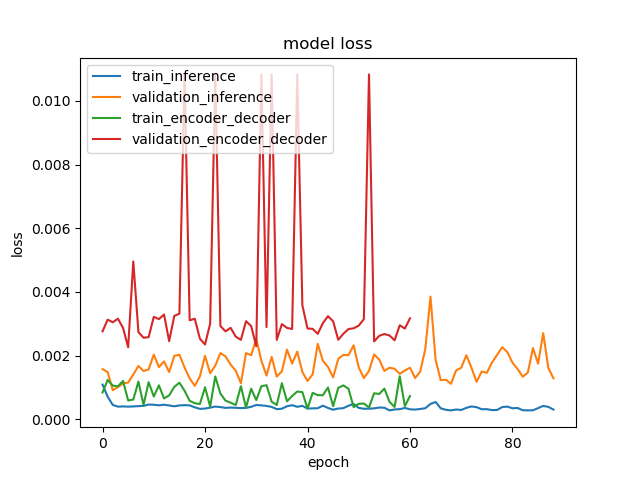 model loss
train_inference
validation_inference
train_encoder_decoder
validation_encoder_decoder
0.010
0.008
0.006
0.004
0.002
0.000
loss
0 20 40 60 80
epoch